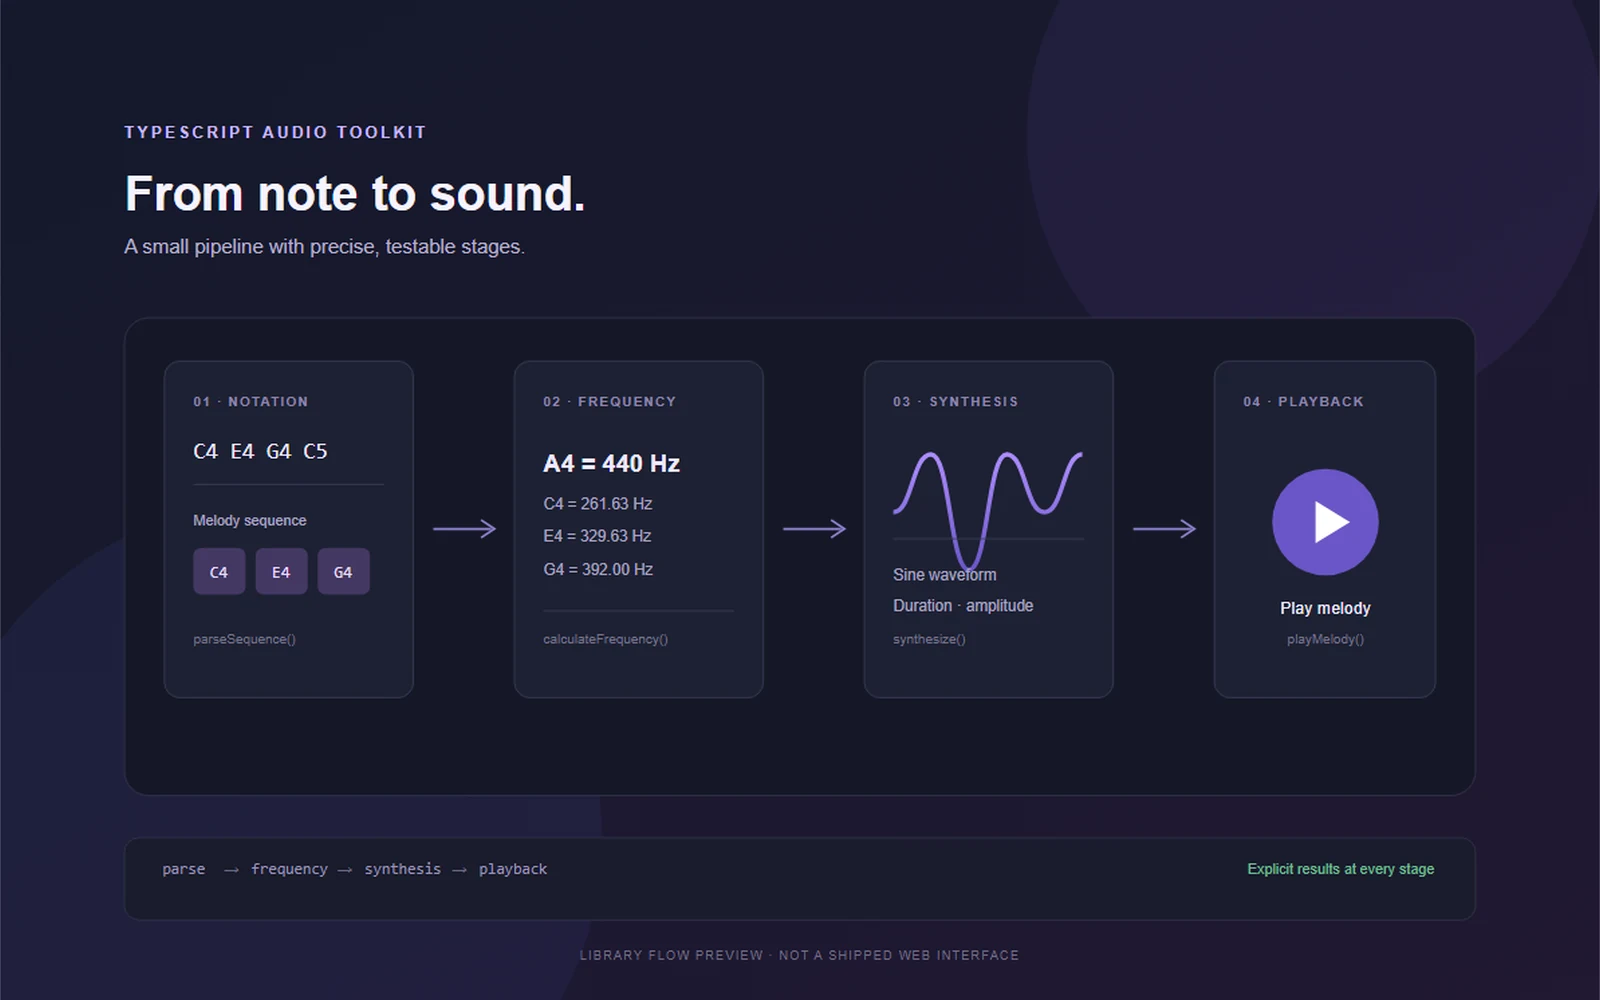 TYPESCRIPT AUDIO TOOLKIT
From note to sound.
A small pipeline with precise, testable stages.
01 · NOTATION
C4 E4 G4 C5
Melody sequence
C4 E4 G4
parseSequence()
02 · FREQUENCY
A4 = 440 Hz
C4 = 261.63 Hz
E4 = 329.63 Hz
G4 = 392.00 Hz
calculateFrequency()
03 · SYNTHESIS
Sine waveform
Duration · amplitude
synthesize()
04 · PLAYBACK
Play melody
playMelody()
parse → frequency → synthesis → playback
Explicit results at every stage
LIBRARY FLOW PREVIEW · NOT A SHIPPED WEB INTERFACE